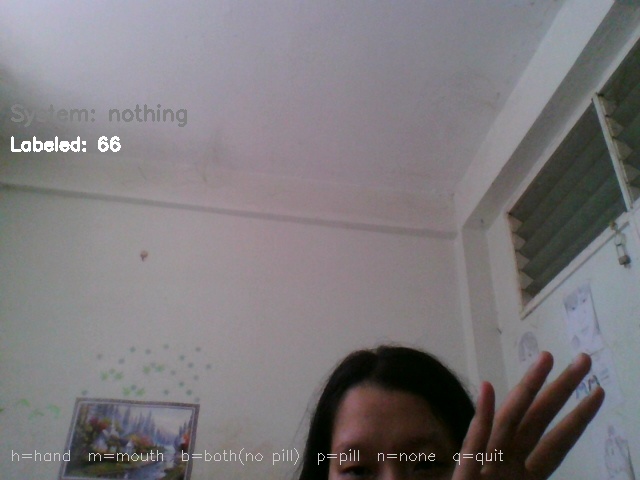 System: nothing
Labeled: 66
h=hand m=mouth b=both(no pill) p=pill n=none q=quit